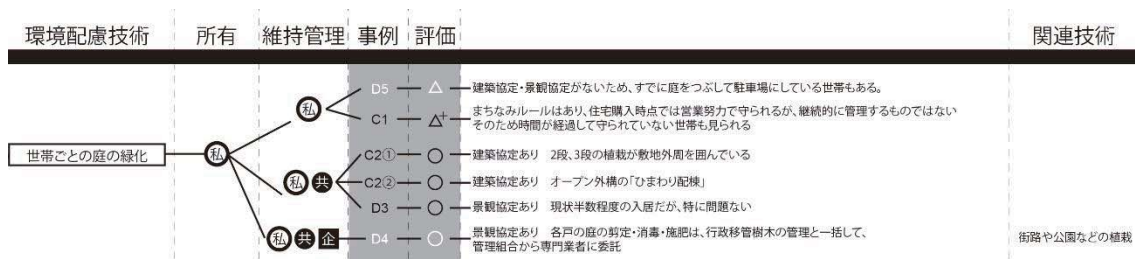 環境配慮技術 所有 維持管理 事例 評価 関連技術
D5 △ 建築協定・景観協定がないため、すでに庭をつぶして駐車場にしている世帯もある。
私
C1 △+ まちなみルールはあり、住宅購入時点では営業努力で守られるが、継続的に管理するものではない
そのため時間が経過して守られていない世帯も見られる
世帯ごとの庭の緑化 私
C2① ○ 建築協定あり 2段、3段の植栽が敷地外周を囲んでいる
私 共 C2② ○ 建築協定あり オープン外構の「ひまわり配棟」
D3 ○ 景観協定あり 現状半数程度の入居だが、特に問題ない
私 共 企 D4 ○ 景観協定あり 各戸の庭の剪定・消毒・施肥は、行政移管樹木の管理と一括して、
管理組合から専門業者に委託
街路や公園などの植栽